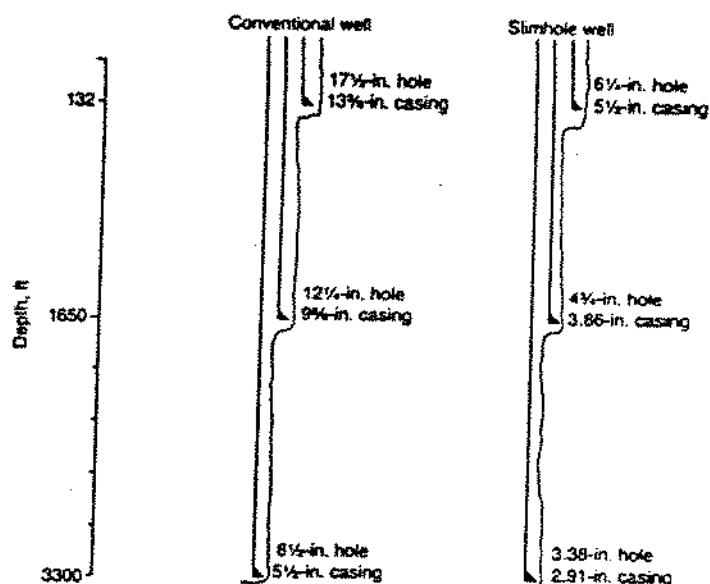 Conventional well
Slimhole well
17½-in. hole
13⅜-in. casing
6¼-in. hole
5½-in. casing
132
12¼-in. hole
9⅝-in. casing
4¾-in. hole
3.86-in. casing
1650
Depth, ft
8½-in. hole
5½-in. casing
3.38-in. hole
2.91-in. casing
3300